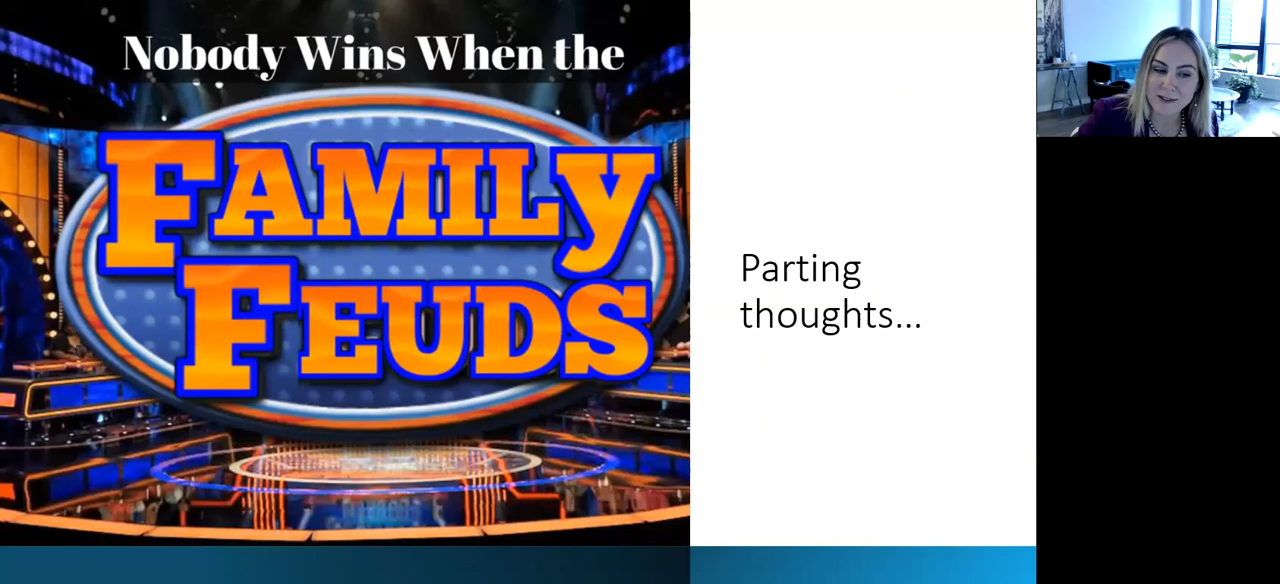 Nobody Wins When the
FAMILY
FEUDS
Parting
thoughts...